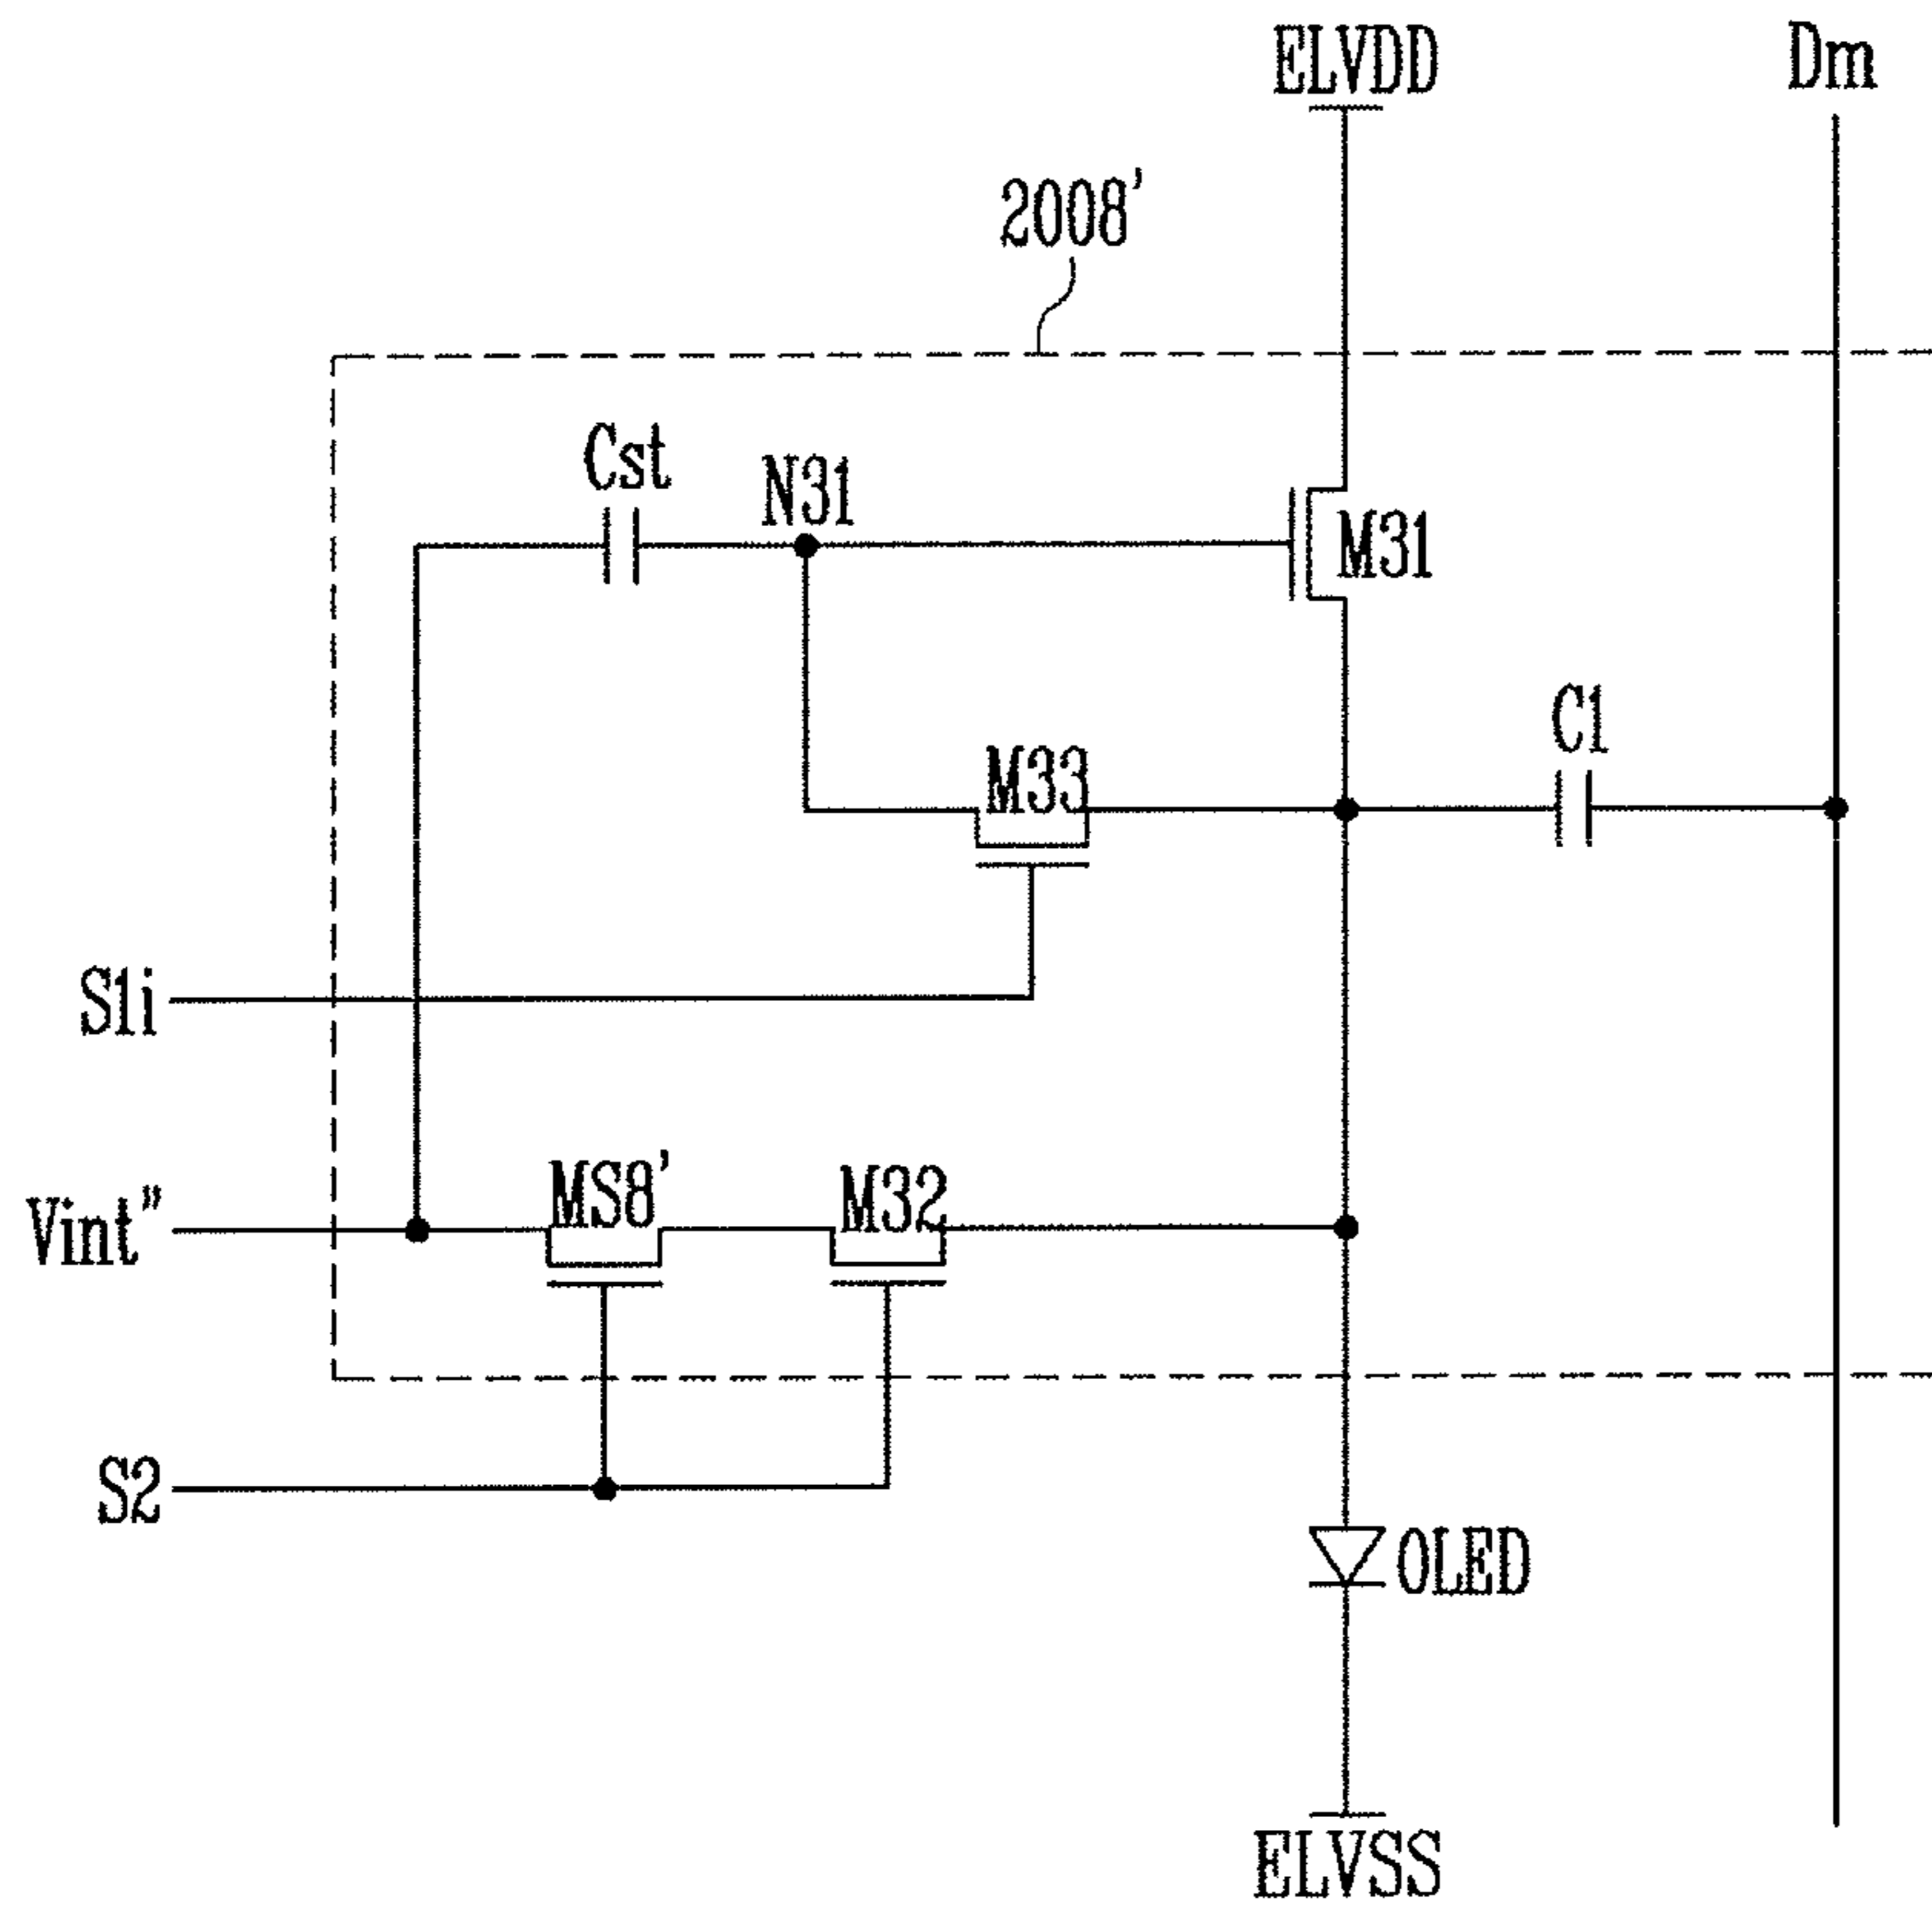 ELVDD
Dm
2008'
Cst
N31
M31
C1
M33
S1i
MS8'
M32
Vint"
S2
OLED
ELVSS